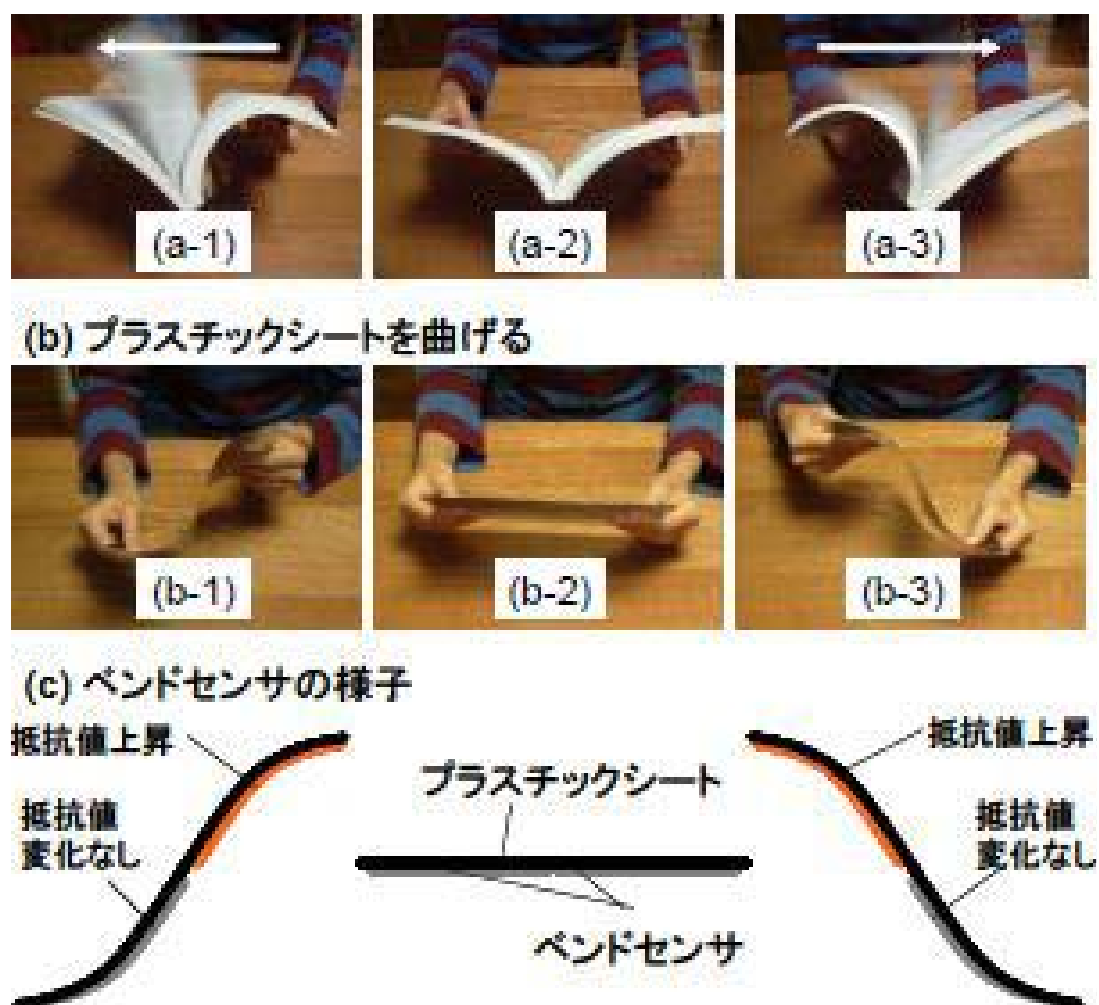 (a-1)
(a-2)
(a-3)
(b) プラスチックシートを曲げる
(b-1)
(b-2)
(b-3)
(c) ベンドセンサの様子
抵抗値上昇
抵抗値
変化なし
プラスチックシート
ベンドセンサ
抵抗値上昇
抵抗値
変化なし